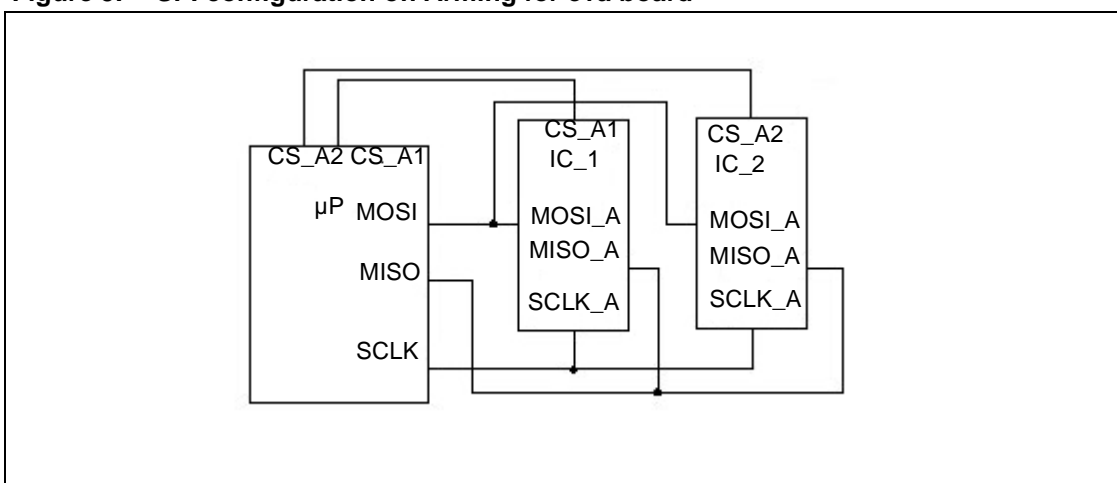 CS_A1
CS_A2
CS_A2 CS_A1
IC_1
IC_2
µP MOSI
MOSI_A
MOSI_A
MISO_A
MISO_A
MISO
SCLK_A
SCLK_A
SCLK